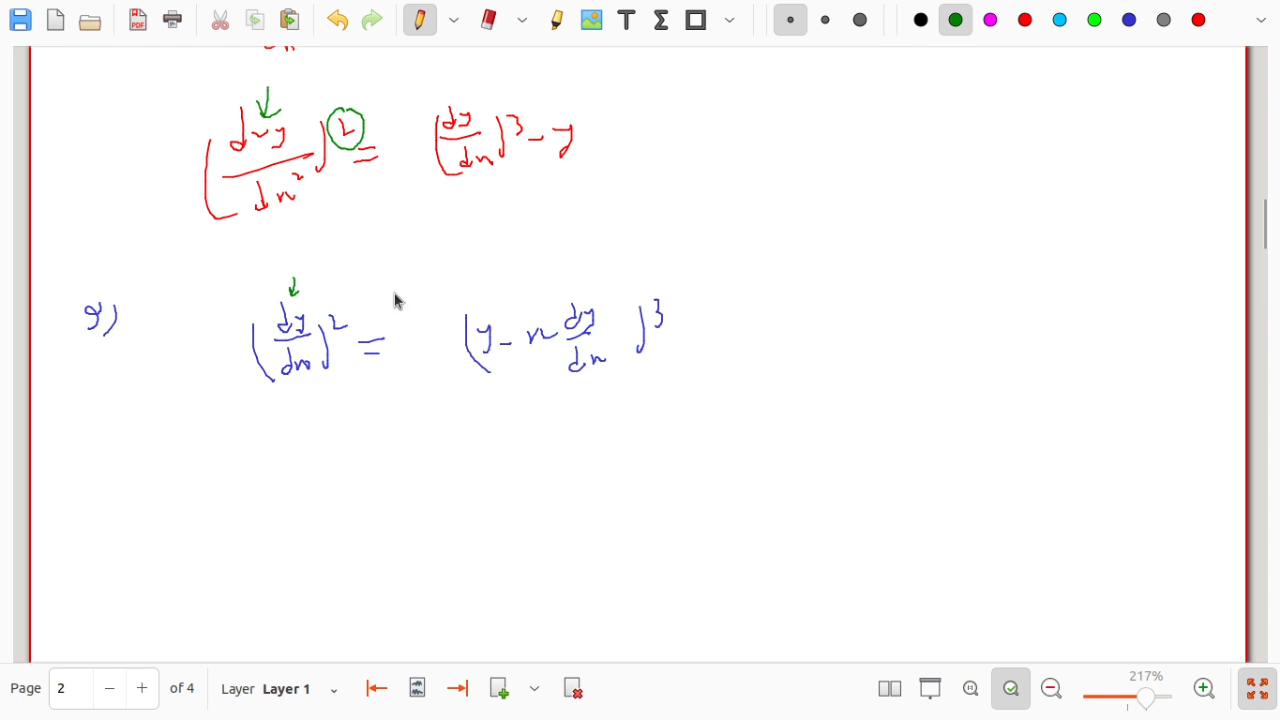 (d²y/dx²)² = (dy/dx)³ - y
9) (dy/dx)² = (y - x dy/dx)³
Page 2 of 4 Layer Layer 1 217%